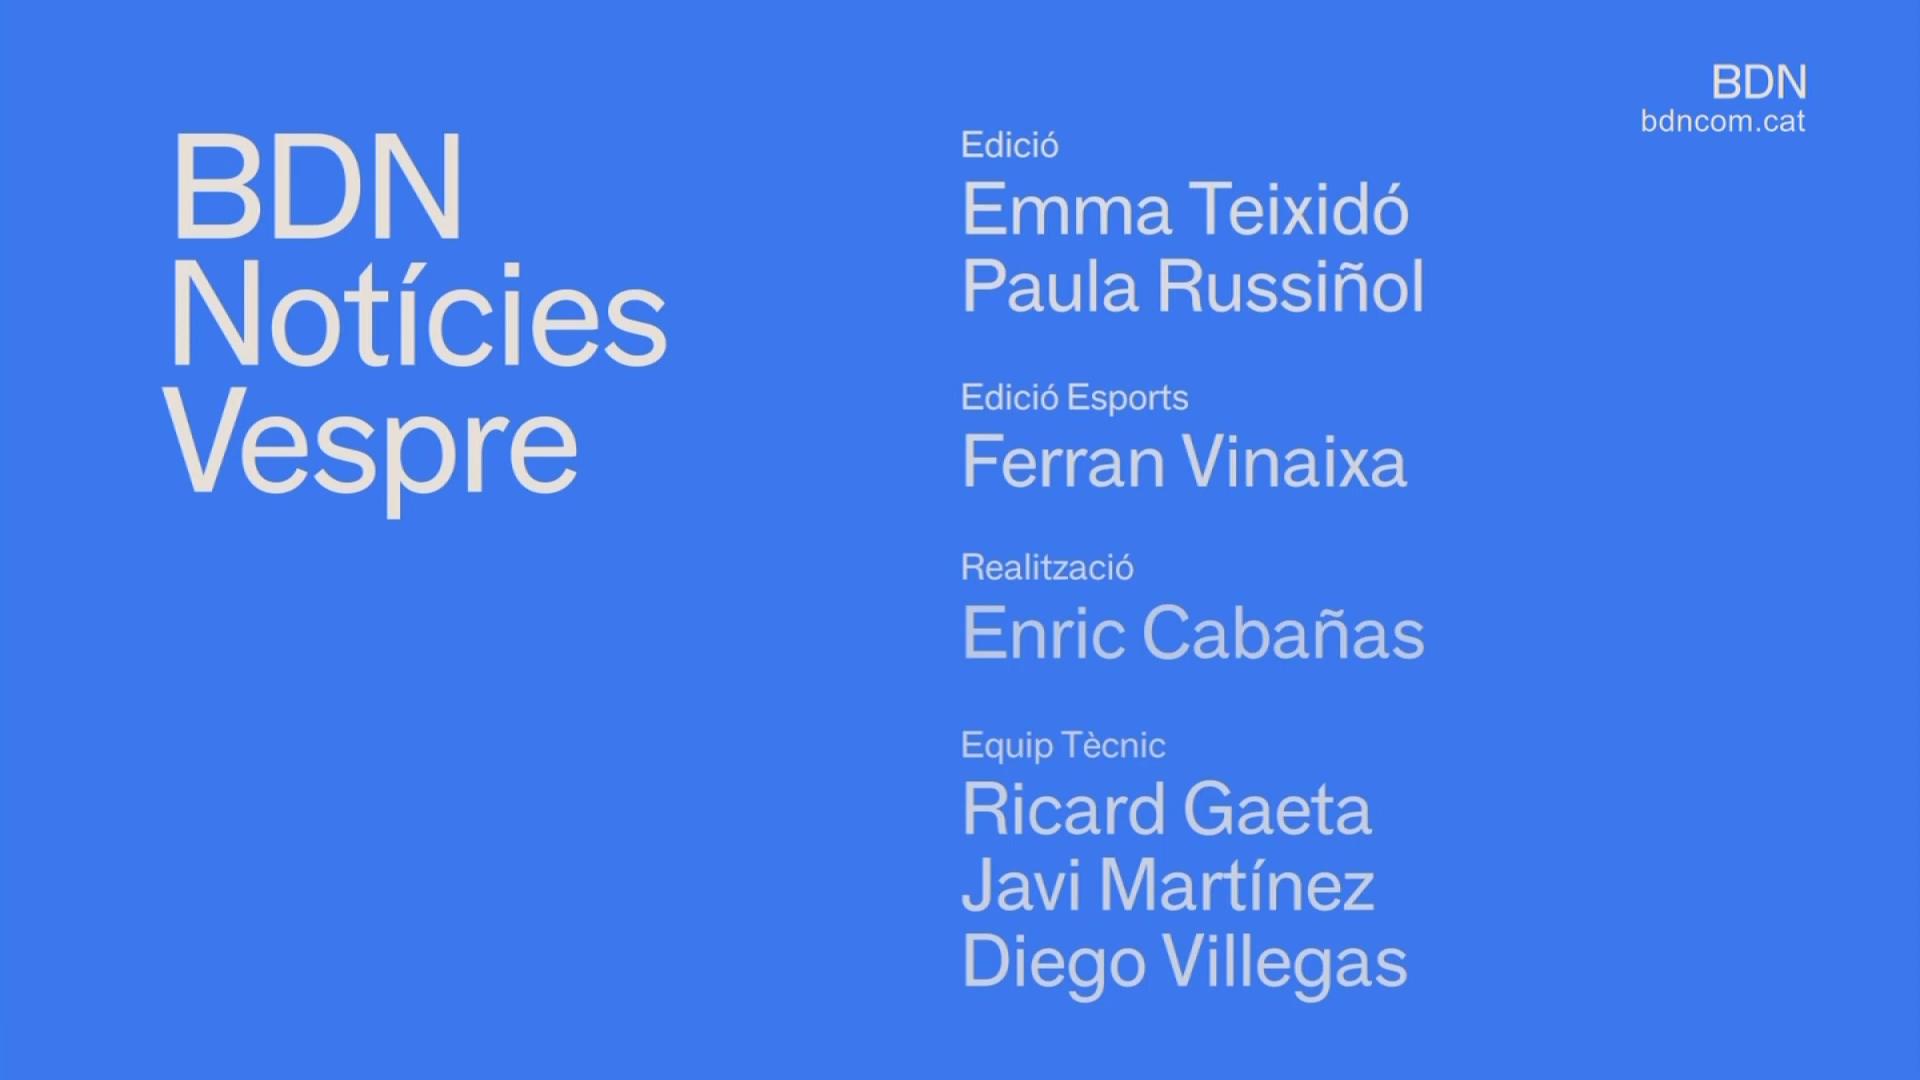 BDN
Notícies
Vespre
Edició
Emma Teixidó
Paula Russiñol
Edició Esports
Ferran Vinaixa
Realització
Enric Cabañas
Equip Tècnic
Ricard Gaeta
Javi Martínez
Diego Villegas
BDN
bdncom.cat